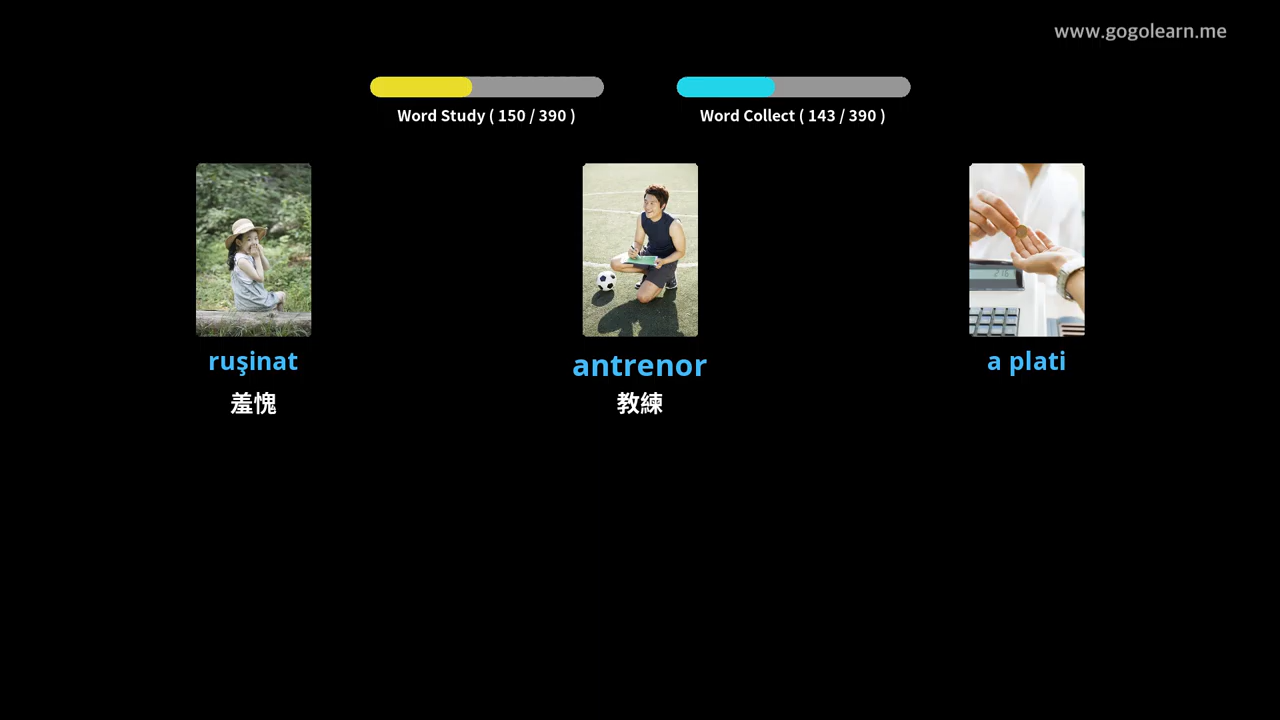 www.gogolearn.me
Word Study ( 150 / 390 )
Word Collect ( 143 / 390 )
ruşinat
antrenor
a plati
羞愧
教練